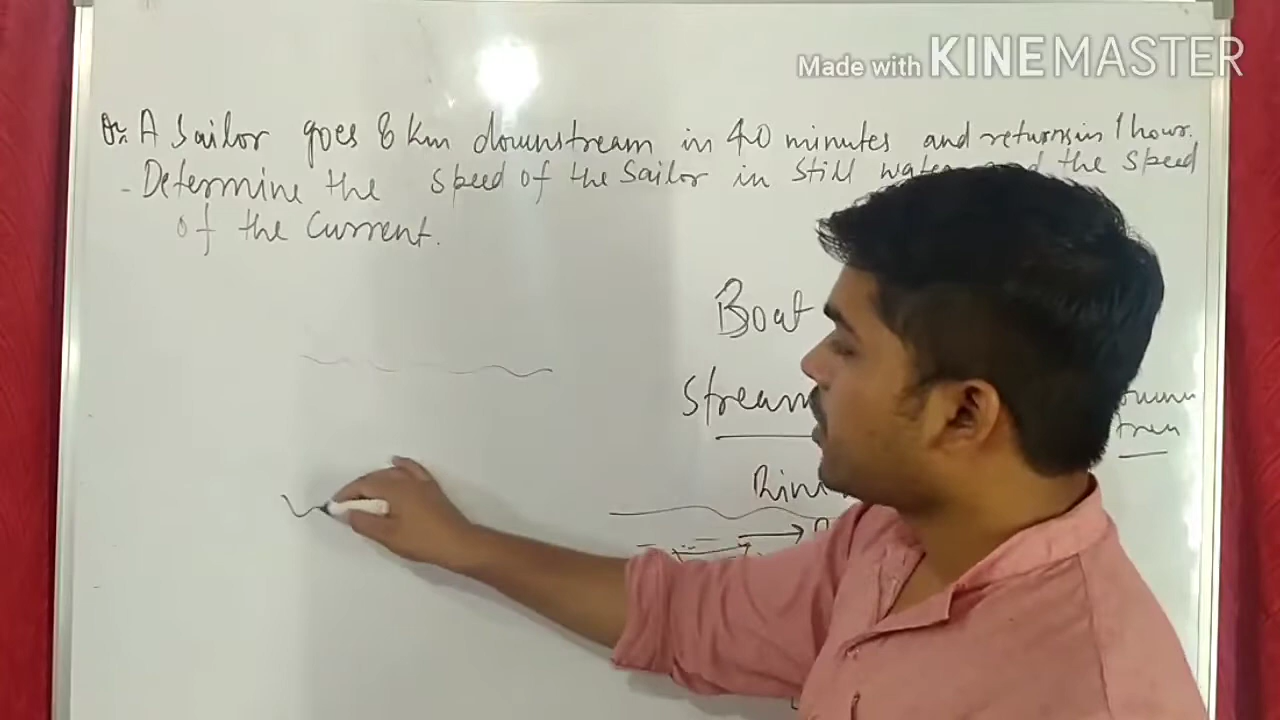 Made with KINEMASTER
Qn. A Sailor goes 8 Km downstream in 40 minutes and returns in 1 hour.
- Determine the speed of the Sailor in still water and the speed
of the Current.
Boat
Stream